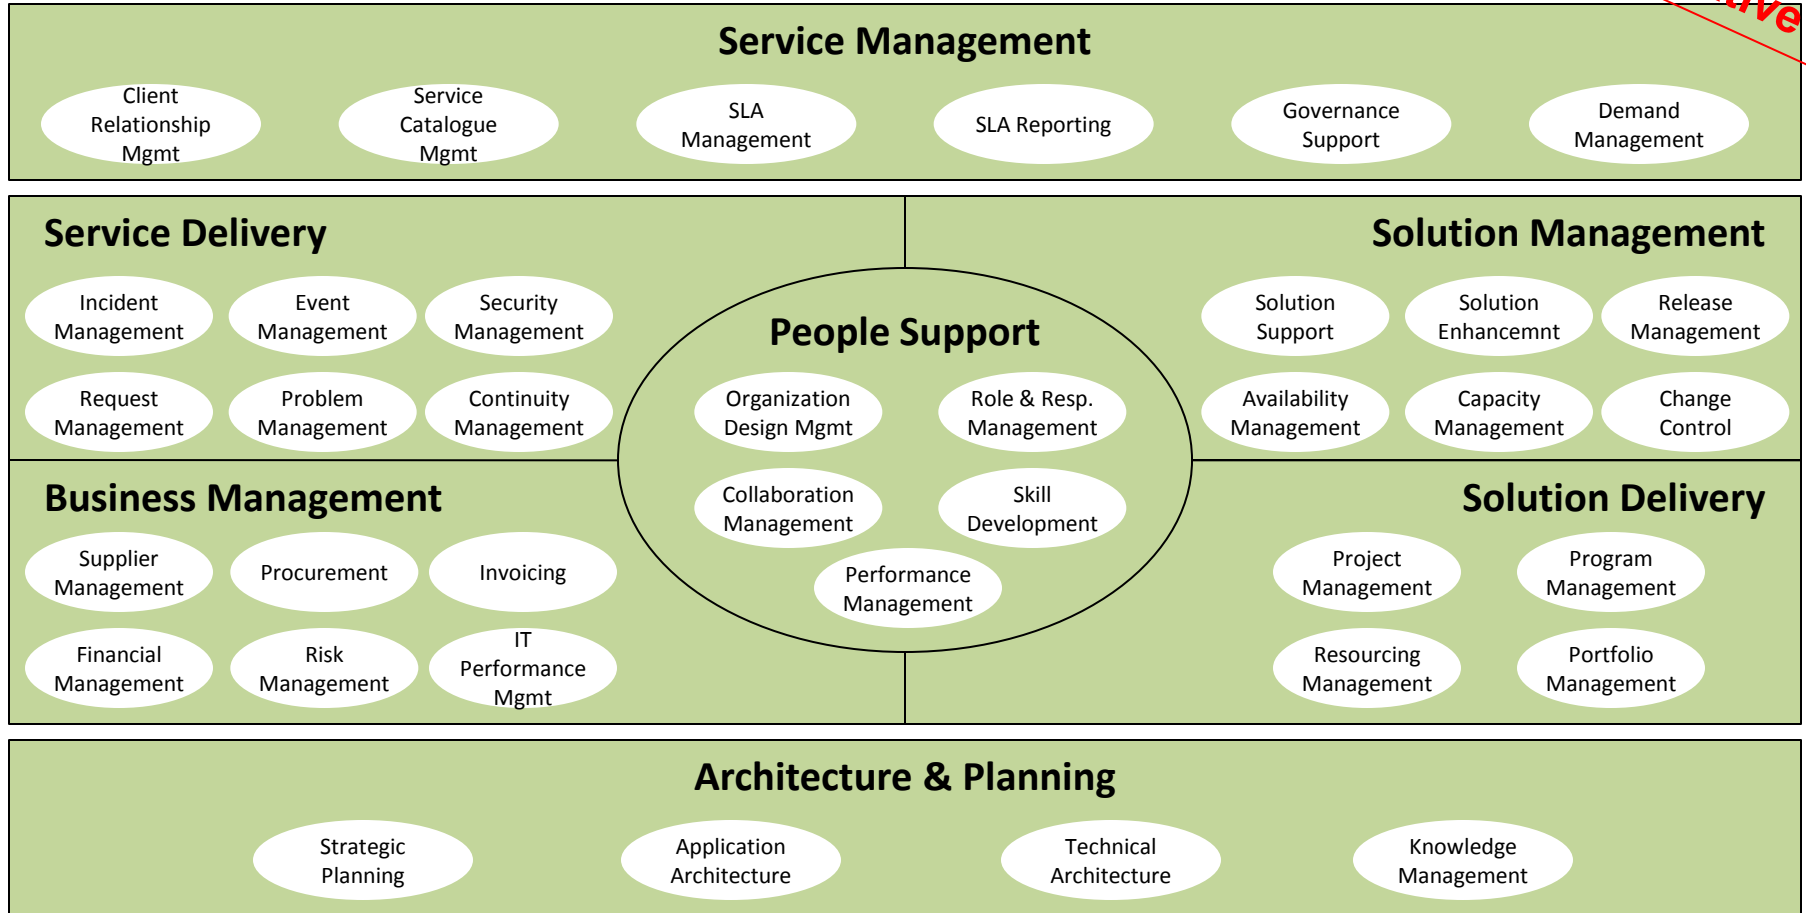 Service Management
Client
Relationship
Mgmt
Service
Catalogue
Mgmt
SLA
Management
SLA Reporting
Governance
Support
Demand
Management
Service Delivery
Incident
Management
Event
Management
Security
Management
Request
Management
Problem
Management
Continuity
Management
Solution Management
Solution
Support
Solution
Enhancemnt
Release
Management
Availability
Management
Capacity
Management
Change
Control
People Support
Organization
Design Mgmt
Role & Resp.
Management
Collaboration
Management
Skill
Development
Performance
Management
Business Management
Supplier
Management
Procurement
Invoicing
Financial
Management
Risk
Management
IT
Performance
Mgmt
Solution Delivery
Project
Management
Program
Management
Resourcing
Management
Portfolio
Management
Architecture & Planning
Strategic
Planning
Application
Architecture
Technical
Architecture
Knowledge
Management